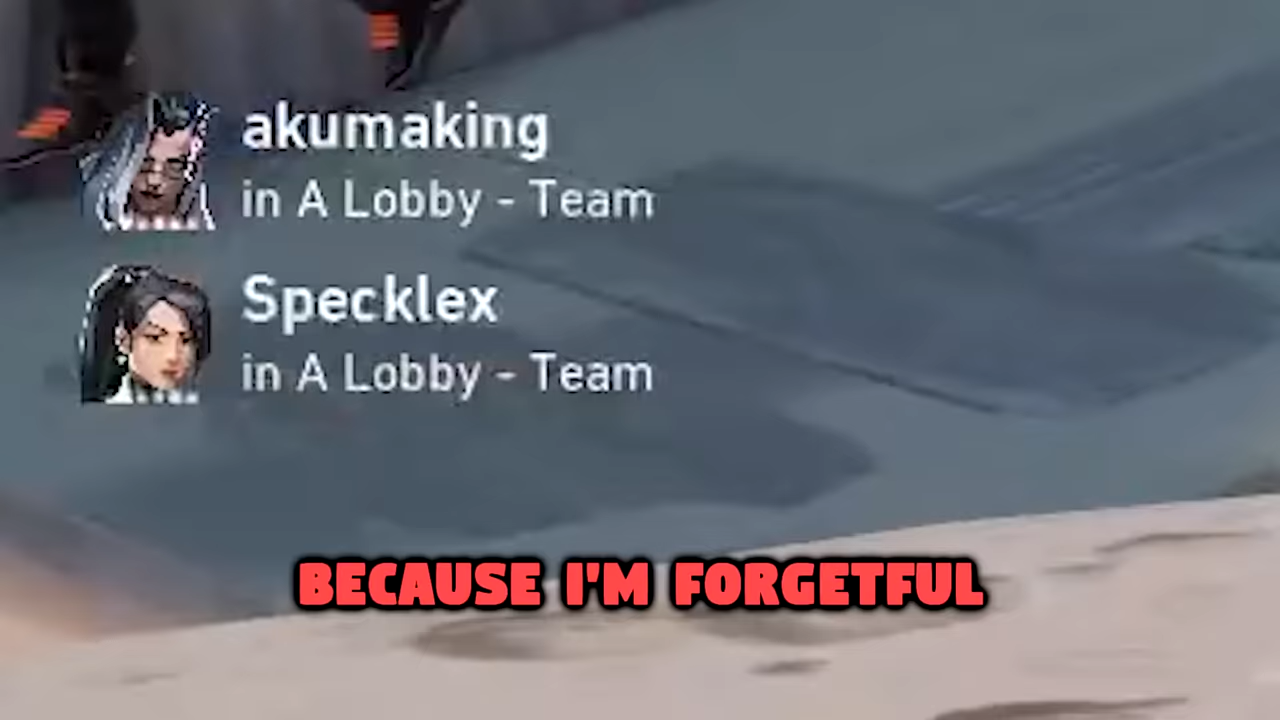 akumaking
in A Lobby - Team
Specklex
in A Lobby - Team
BECAUSE I'M FORGETFUL